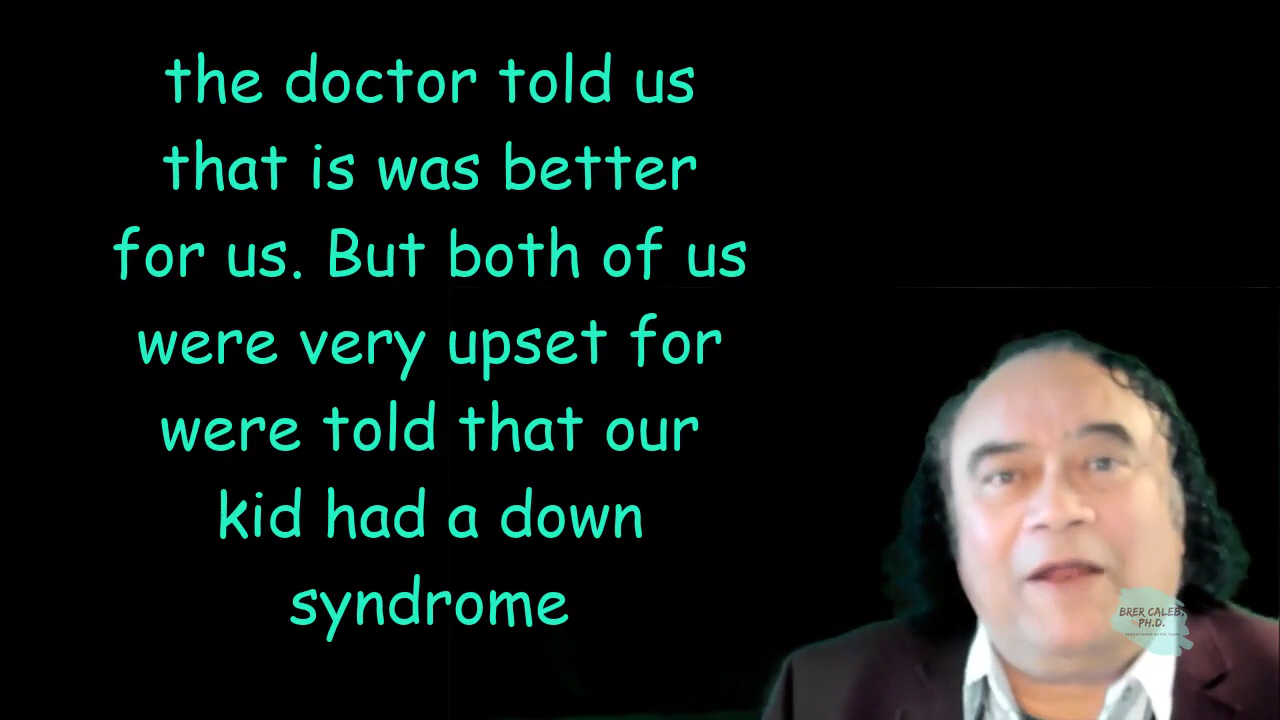 the doctor told us
that is was better
for us. But both of us
were very upset for
were told that our
kid had a down
syndrome
BRER CALEB,
PH.D.